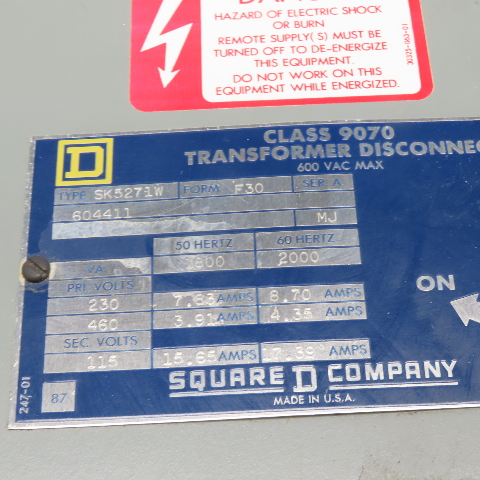 HAZARD OF ELECTRIC SHOCK
OR BURN
REMOTE SUPPLY(S) MUST BE
TURNED OFF TO DE-ENERGIZE
THIS EQUIPMENT.
DO NOT WORK ON THIS
EQUIPMENT WHILE ENERGIZED.
30325-060-01
D
CLASS 9070
TRANSFORMER DISCONNEC
600 VAC MAX
TYPE SK5271W FORM F30 SER. A
604411
MJ
50 HERTZ 60 HERTZ
VA 1800 2000
PRI. VOLTS
230 7.83 AMPS 8.70 AMPS
460 3.91 AMPS 4.35 AMPS
SEC. VOLTS
115 15.65 AMPS 17.39 AMPS
ON
SQUARE D COMPANY
MADE IN U.S.A.
247-01
87